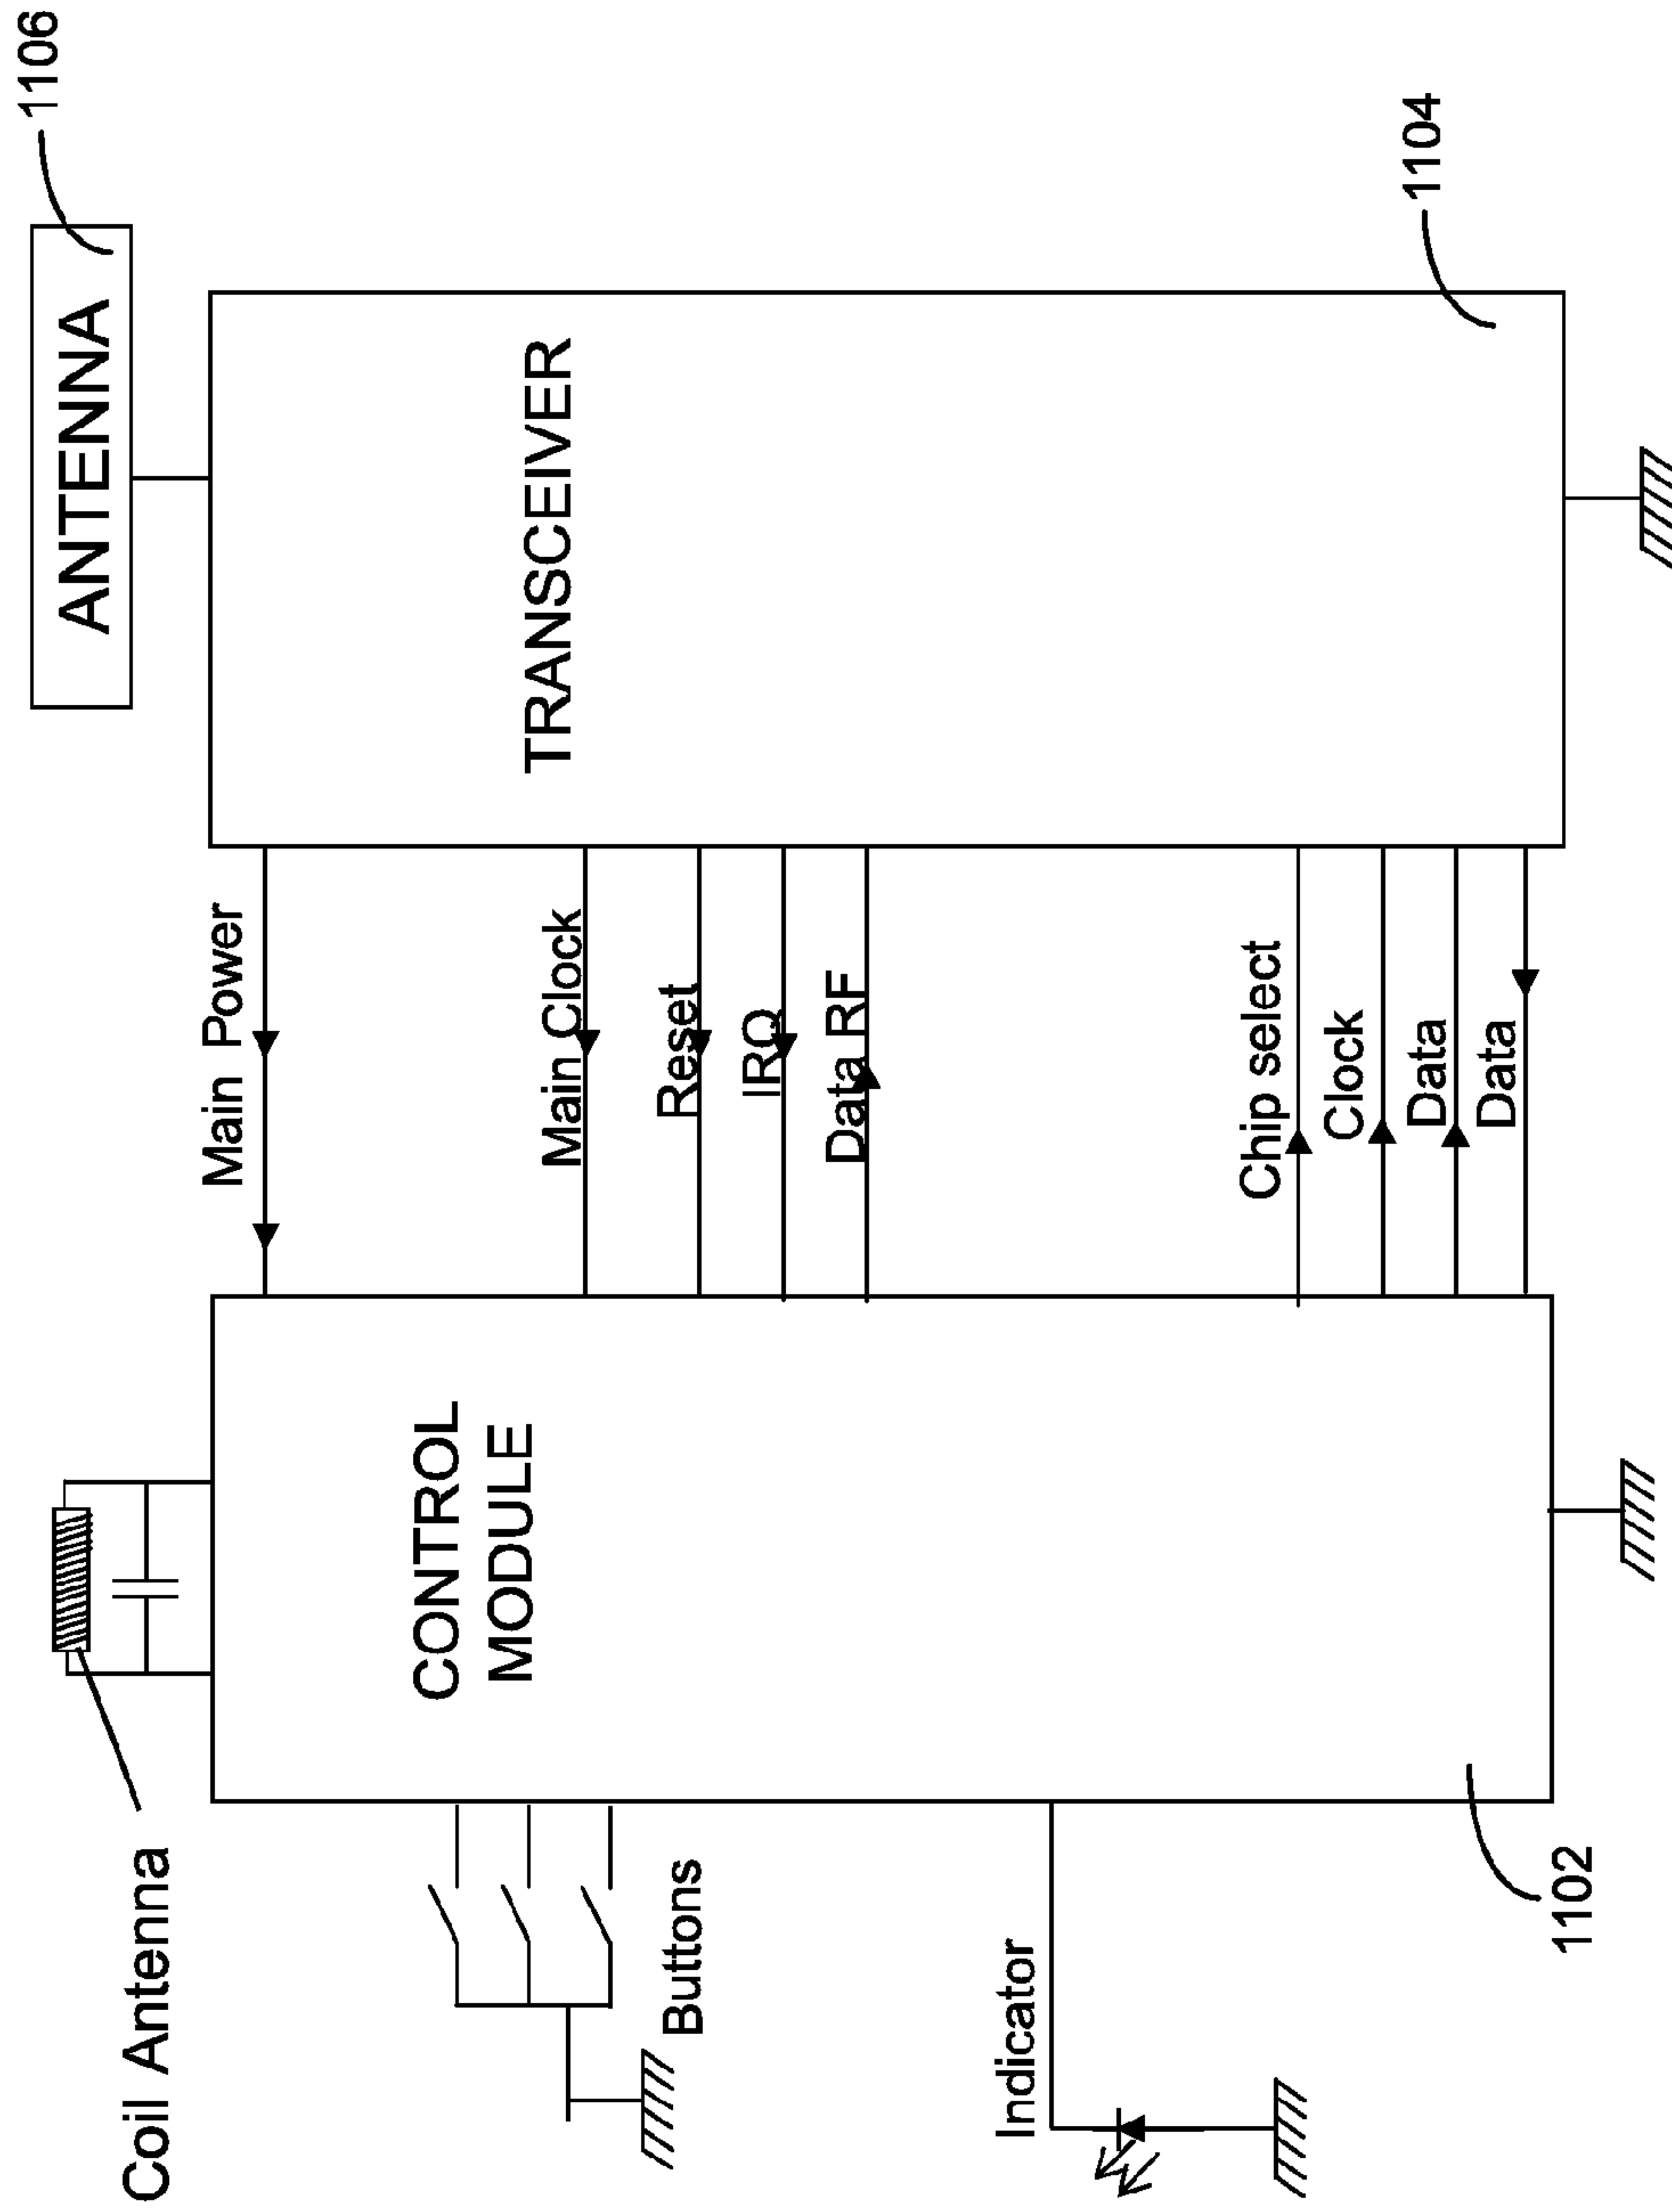 Coil Antenna
ANTENNA
1106
CONTROL
MODULE
Main Power
TRANSCEIVER
Main Clock
Reset
IRQ
Data RF
Buttons
Indicator
Chip select
Clock
Data
Data
1102
1104